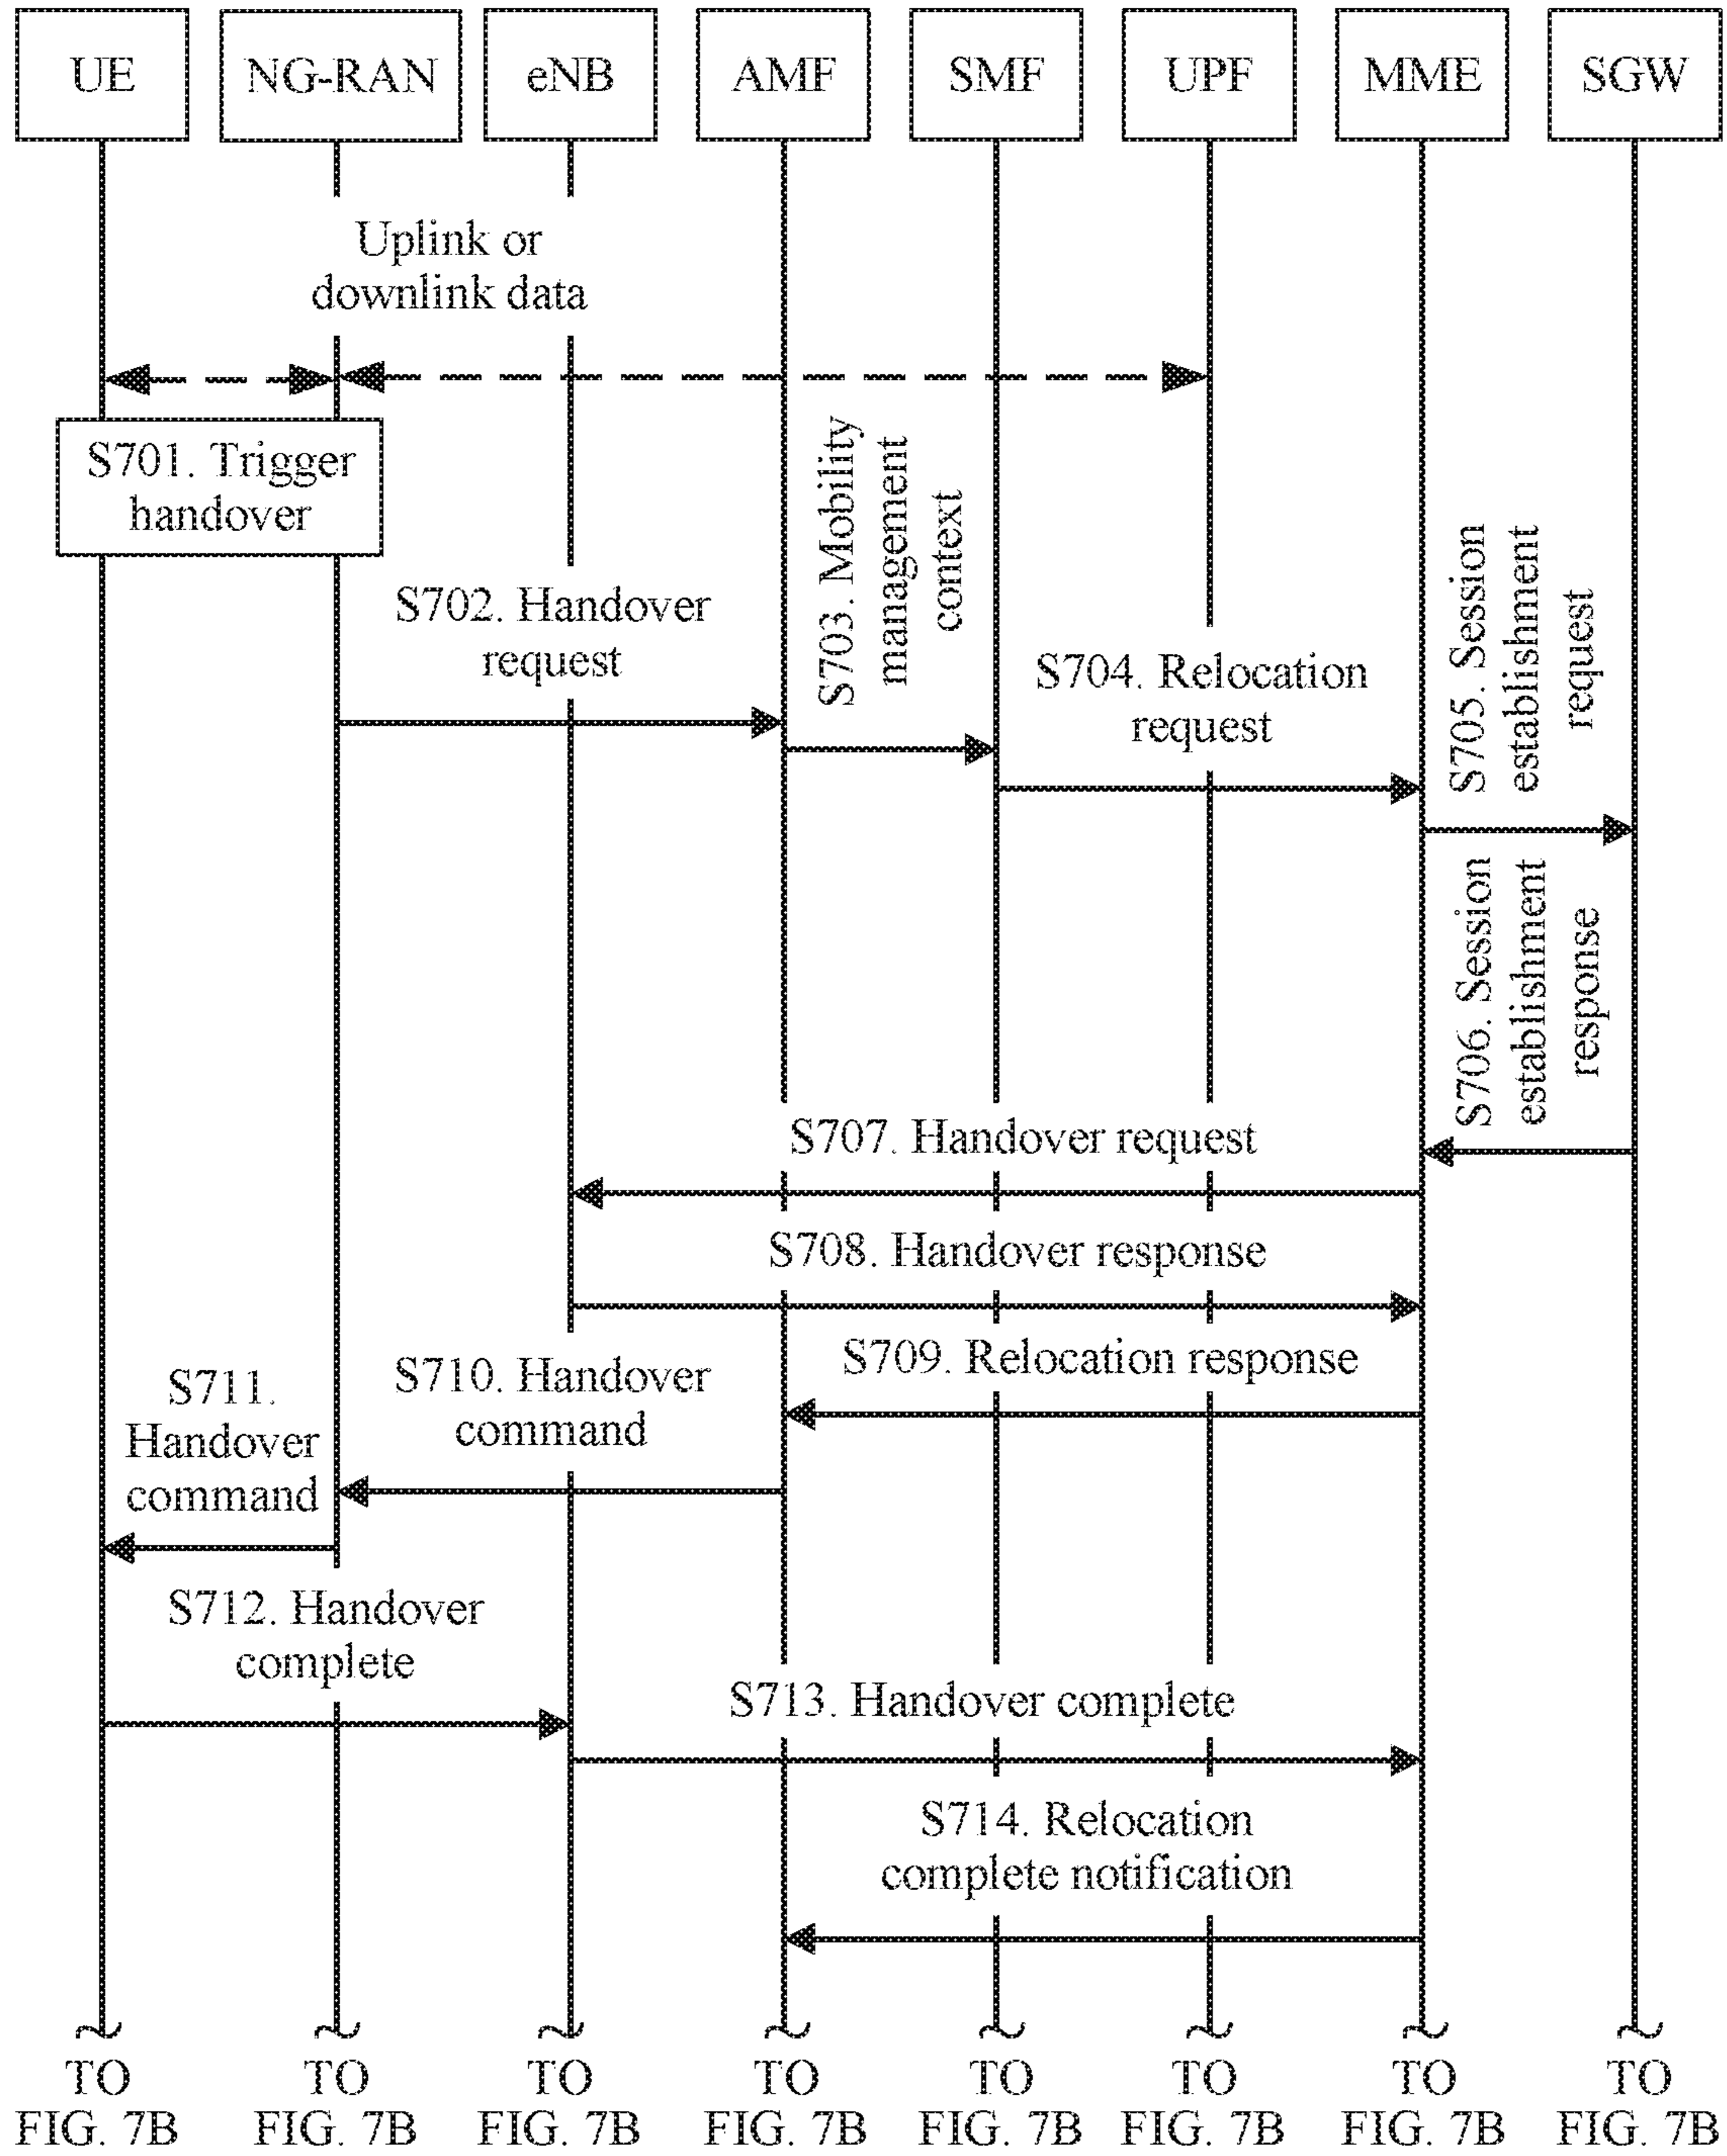 UE
NG-RAN
eNB
AMF
SMF
UPF
MME
SGW
Uplink or
downlink data
S701. Trigger
handover
S702. Handover
request
S703. Mobility
management
context
S704. Relocation
request
S705. Session
establishment
request
S706. Session
establishment
response
S707. Handover request
S708. Handover response
S709. Relocation response
S710. Handover
command
S711.
Handover
command
S712. Handover
complete
S713. Handover complete
S714. Relocation
complete notification
TO
FIG. 7B
TO
FIG. 7B
TO
FIG. 7B
TO
FIG. 7B
TO
FIG. 7B
TO
FIG. 7B
TO
FIG. 7B
TO
FIG. 7B